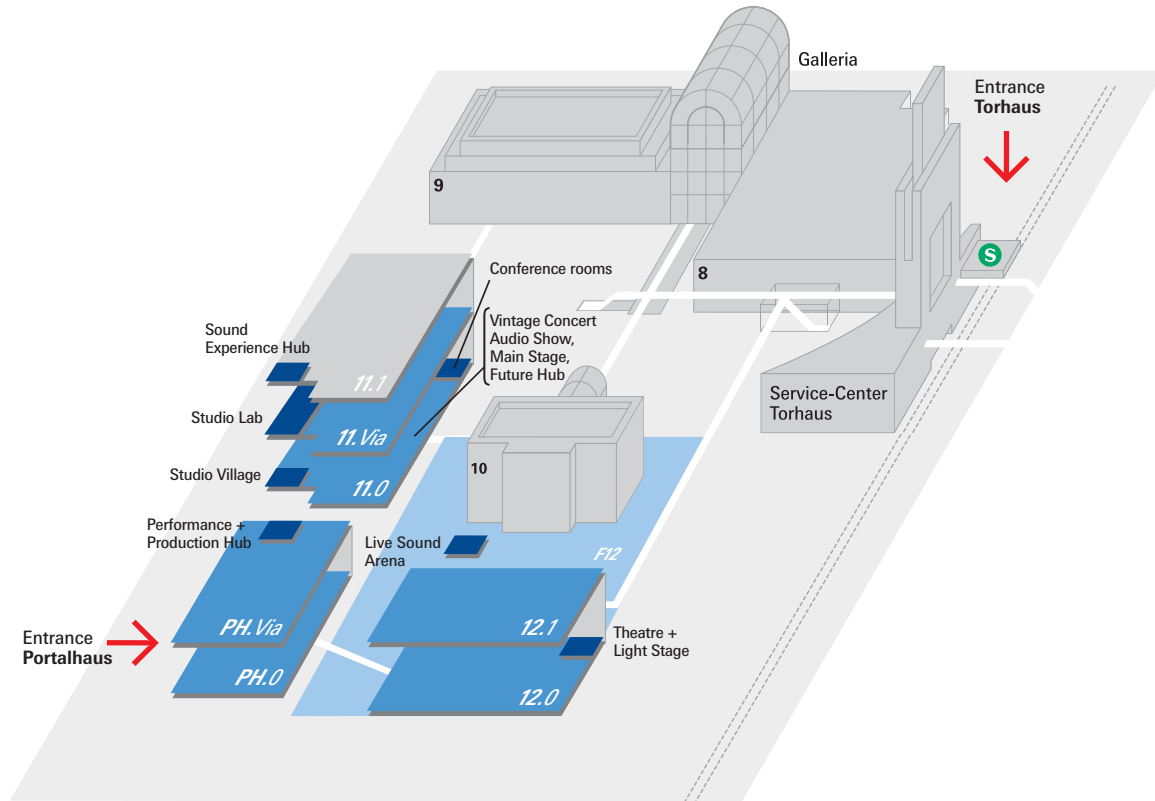 Galleria
Entrance
Torhaus
9
S
8
Conference rooms
Sound
Experience Hub
Vintage Concert
Audio Show,
Main Stage,
Future Hub
11.1
Service-Center
Torhaus
Studio Lab
11.Via
10
Studio Village
11.0
Performance +
Production Hub
Live Sound
Arena
F12
PH.Via
12.1
Entrance
Portalhaus
Theatre +
Light Stage
PH.0
12.0